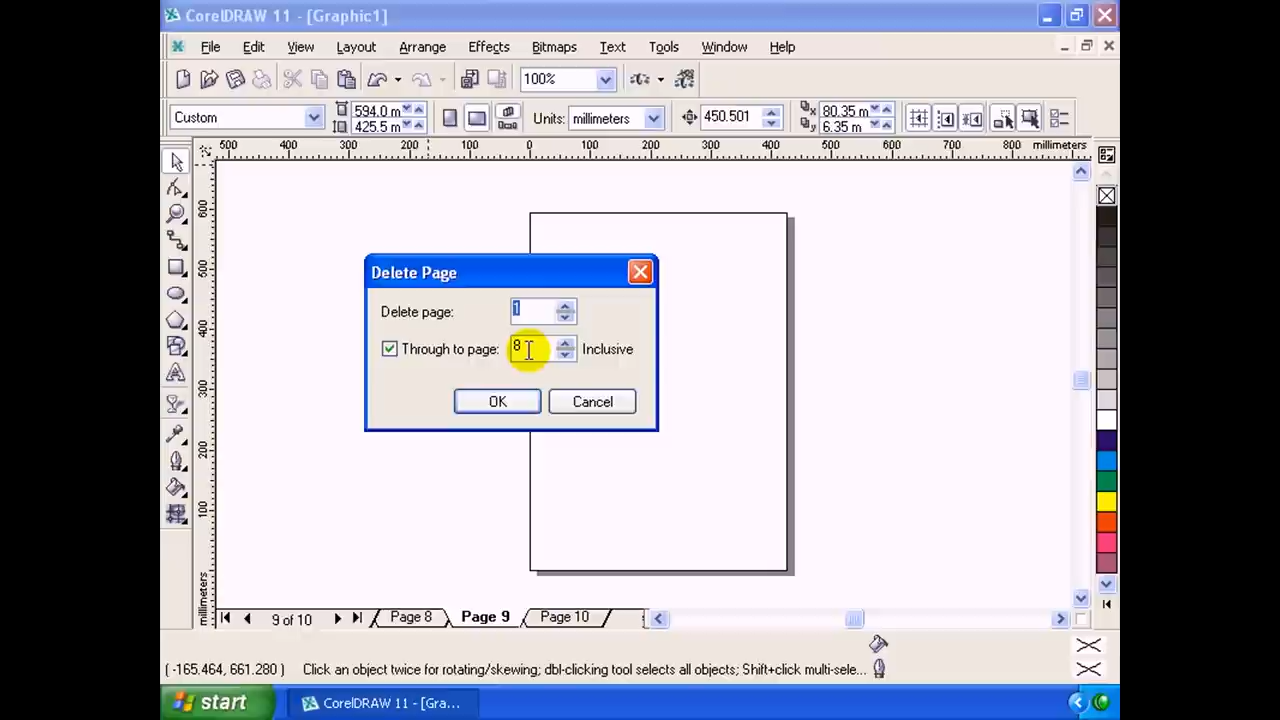 CorelDRAW 11 - [Graphic1]
File Edit View Layout Arrange Effects Bitmaps Text Tools Window Help
100%
Custom 594.0 m 425.5 m Units: millimeters 450.501 80.35 m 6.35 m
500 400 300 200 100 0 100 200 300 400 500 600 700 800 millimeters
600
500
400
300
200
100
millimeters
Delete Page
Delete page: 1
Through to page: 8 Inclusive
OK Cancel
9 of 10 Page 8 Page 9 Page 10
( -165.464, 661.280 ) Click an object twice for rotating/skewing; dbl-clicking tool selects all objects; Shift+click multi-sele...
start CorelDRAW 11 - [Gra...